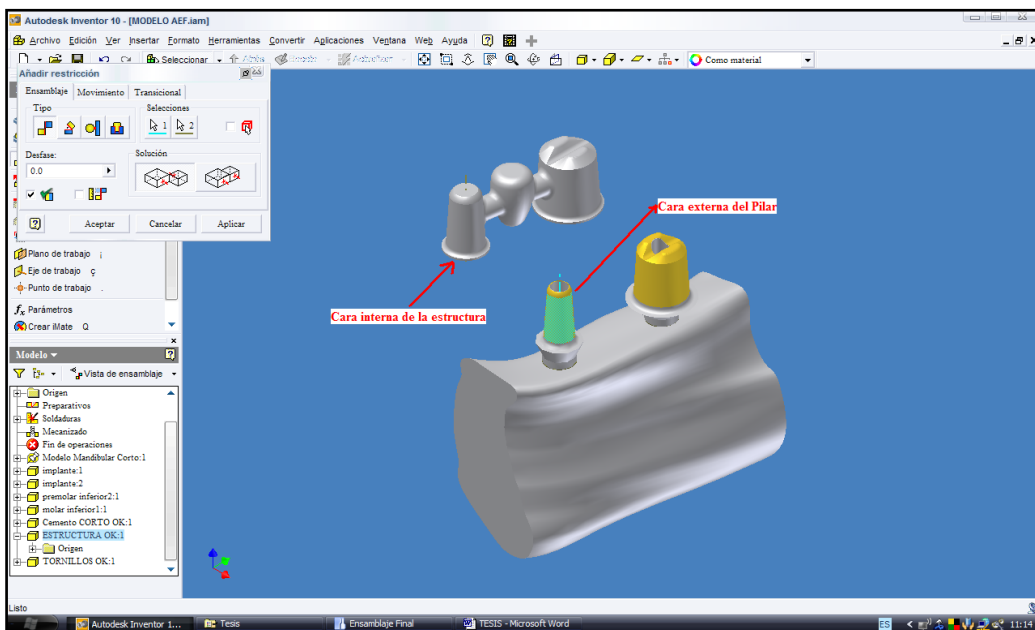 Autodesk Inventor 10 - [MODELO AEF.iam]
Archivo Edición Ver Insertar Formato Herramientas Convertir Aplicaciones Ventana Web Ayuda
Seleccionar
Como material
Añadir restricción
Ensamblaje Movimiento Transicional
Tipo Selecciones
1 2
Desfase: Solución
0.0
Aceptar Cancelar Aplicar
Plano de trabajo ¡
Eje de trabajo ç
Punto de trabajo .
fx Parámetros
Crear iMate Q
Modelo
Vista de ensamblaje
Origen
Preparativos
Soldaduras
Mecanizado
Fin de operaciones
Modelo Mandibular Corto:1
implante:1
implante:2
premolar inferior2:1
molar inferior1:1
Cemento CORTO OK:1
ESTRUCTURA OK:1
Origen
TORNILLOS OK:1
Cara externa del Pilar
Cara interna de la estructura
Listo
Autodesk Inventor 1... Tesis Ensamblaje Final TESIS - Microsoft Word ES 11:14